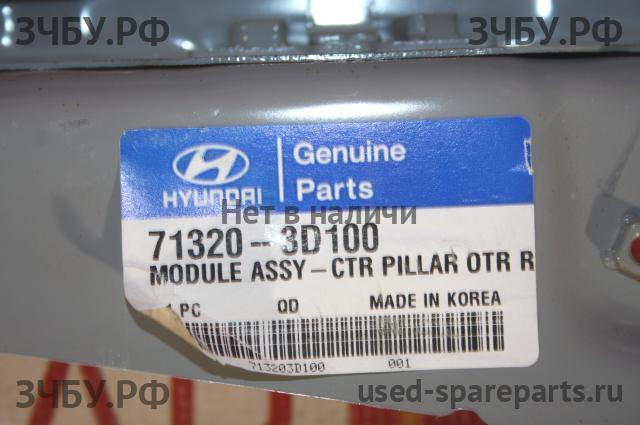 ЗЧБУ.РФ ЗЧБУ.РФ
HYUNDAI
Genuine
Parts
Нет в наличи
71320-3D100
MODULE ASSY-CTR PILLAR OTR R
1 PC QD MADE IN KOREA
713203D100 001
ЗЧБУ.РФ used-spareparts.ru